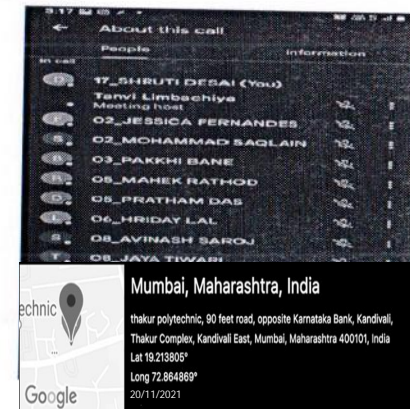 3.17
About this call
People
Information
In call
17_SHRUTI DESAI (You)
Tanvi Limbachiya
Meeting host
02_JESSICA FERNANDES
02_MOHAMMAD SAQLAIN
03_PAKKHI BANE
05_MAHEK RATHOD
05_PRATHAM DAS
06_HRIDAY LAL
08_AVINASH SAROJ
08_JAYA TIWARI
echnic
Google
Mumbai, Maharashtra, India
thakur polytechnic, 90 feet road, opposite Karnataka Bank, Kandivali,
Thakur Complex, Kandivali East, Mumbai, Maharashtra 400101, India
Lat 19.213805°
Long 72.864869°
20/11/2021